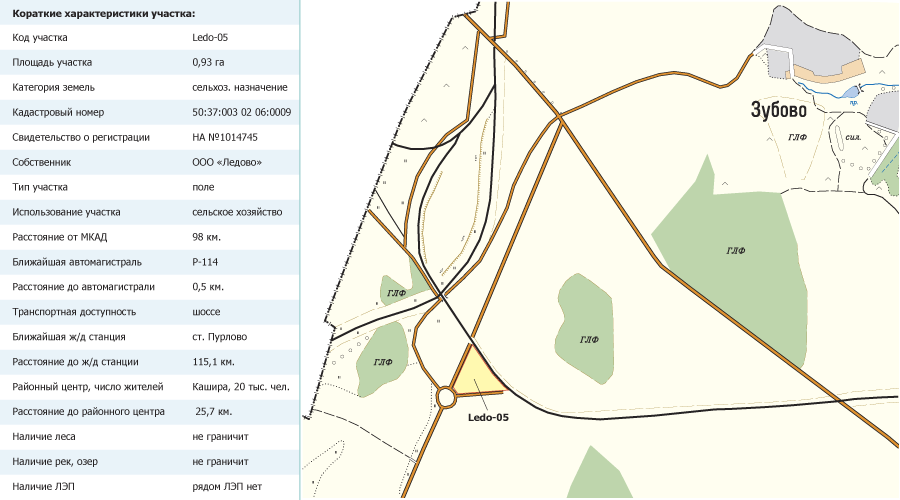 Кораткие характеристики участка:
Код участка Ledo-05
Площадь участка 0,93 га
Категория земель сельхоз. назначение
Кадастровый номер 50:37:003 02 06:0009
Свидетельство о регистрации НА №1014745
Собственник ООО «Ледово»
Тип участка поле
Использование участка сельское хозяйство
Расстояние от МКАД 98 км.
Ближайшая автомагистраль Р-114
Расстояние до автомагистрали 0,5 км.
Транспортная доступность шоссе
Ближайшая ж/д станция ст. Пурлово
Расстояние до ж/д станции 115,1 км.
Районный центр, число жителей Кашира, 20 тыс. чел.
Расстояние до районного центра 25,7 км.
Наличие леса не граничит
Наличие рек, озер не граничит
Наличие ЛЭП рядом ЛЭП нет
пр.
Зубово
ГЛФ
сил.
ГЛФ
ГЛФ
ГЛФ
ГЛФ
Ledo-05